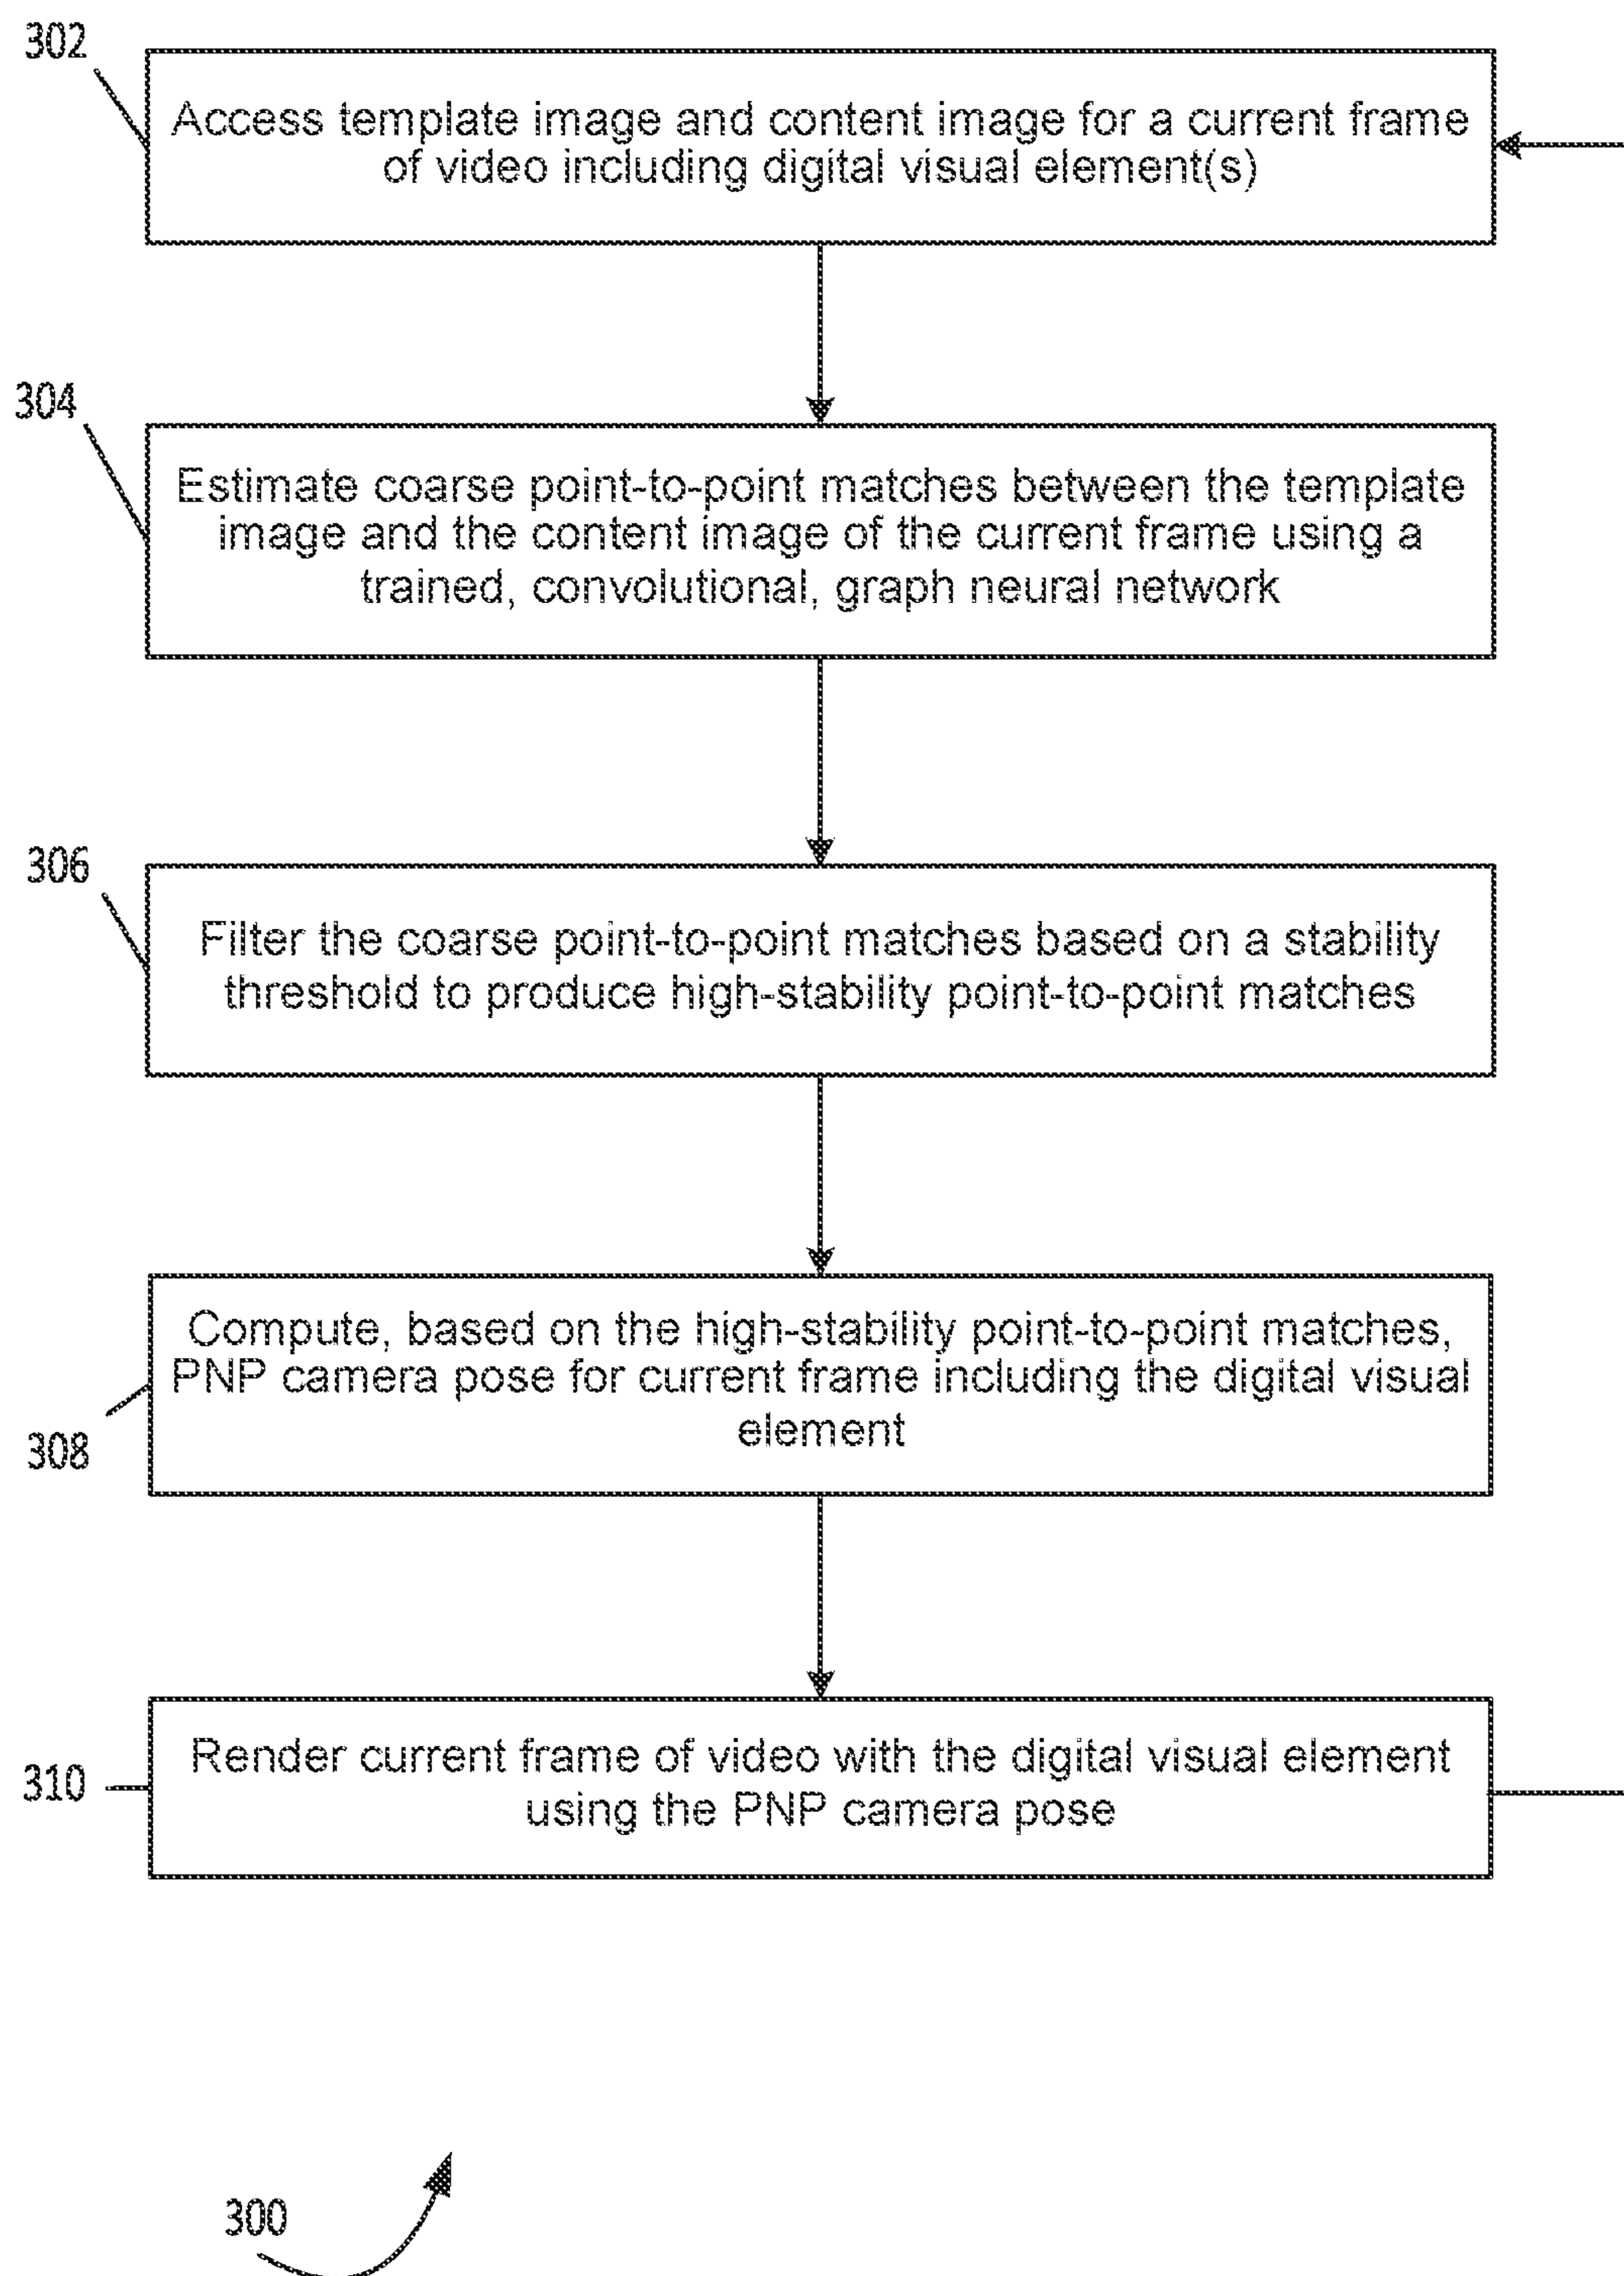 302
Access template image and content image for a current frame
of video including digital visual element(s)
304
Estimate coarse point-to-point matches between the template
image and the content image of the current frame using a
trained, convolutional, graph neural network
306
Filter the coarse point-to-point matches based on a stability
threshold to produce high-stability point-to-point matches
Compute, based on the high-stability point-to-point matches,
PNP camera pose for current frame including the digital visual
element
308
Render current frame of video with the digital visual element
using the PNP camera pose
310
300